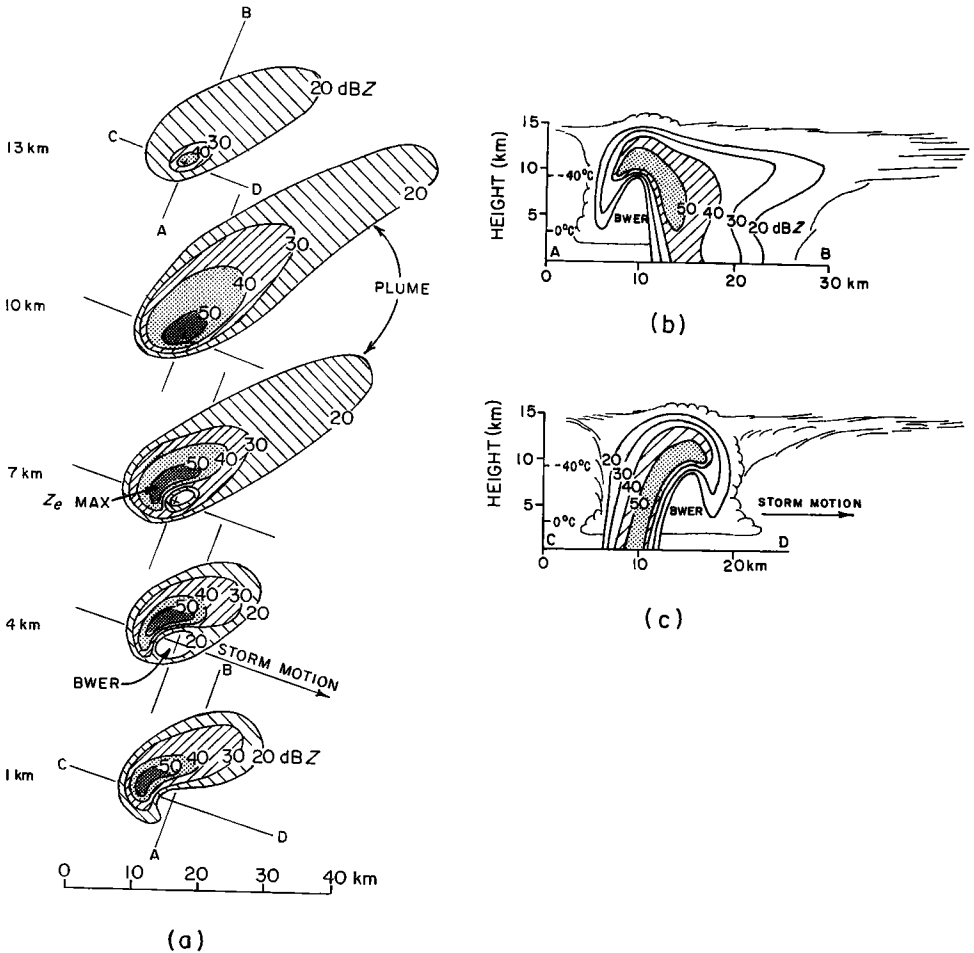 B
20 dBZ
C
30
40
13 km
D
A
20
30
40
50
10 km
PLUME
20
30
40
50
7 km
Ze MAX
40
30
50
20
4 km
20
BWER
STORM MOTION
B
C
50
40
30
20 dBZ
1 km
D
A
0 10 20 30 40 km
(a)
HEIGHT (km)
15
10
5
-40°C
0°C
BWER
50
40
30
20 dBZ
A
B
0 10 20 30 km
(b)
HEIGHT (km)
15
10
5
-40°C
0°C
20
30
40
50
BWER
STORM MOTION
C
D
0 10 20 km
(c)